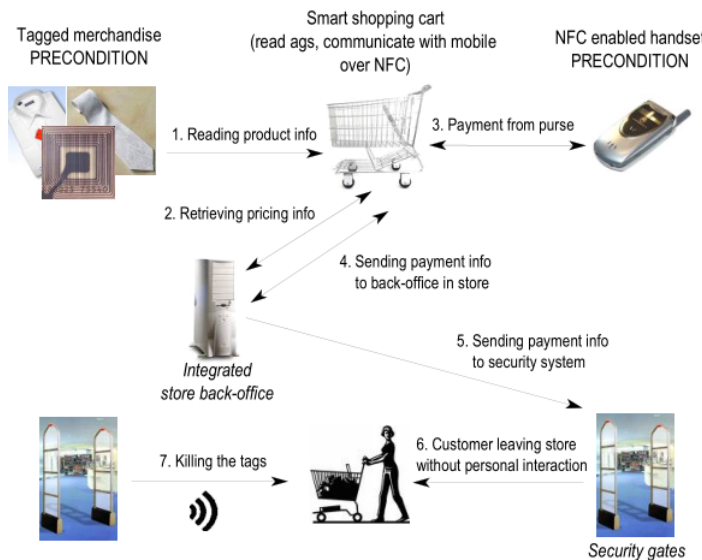 Tagged merchandise
PRECONDITION
Smart shopping cart
(read ags, communicate with mobile
over NFC)
NFC enabled handset
PRECONDITION
1. Reading product info
3. Payment from purse
2. Retrieving pricing info
4. Sending payment info
to back-office in store
5. Sending payment info
to security system
Integrated
store back-office
6. Customer leaving store
without personal interaction
7. Killing the tags
Security gates